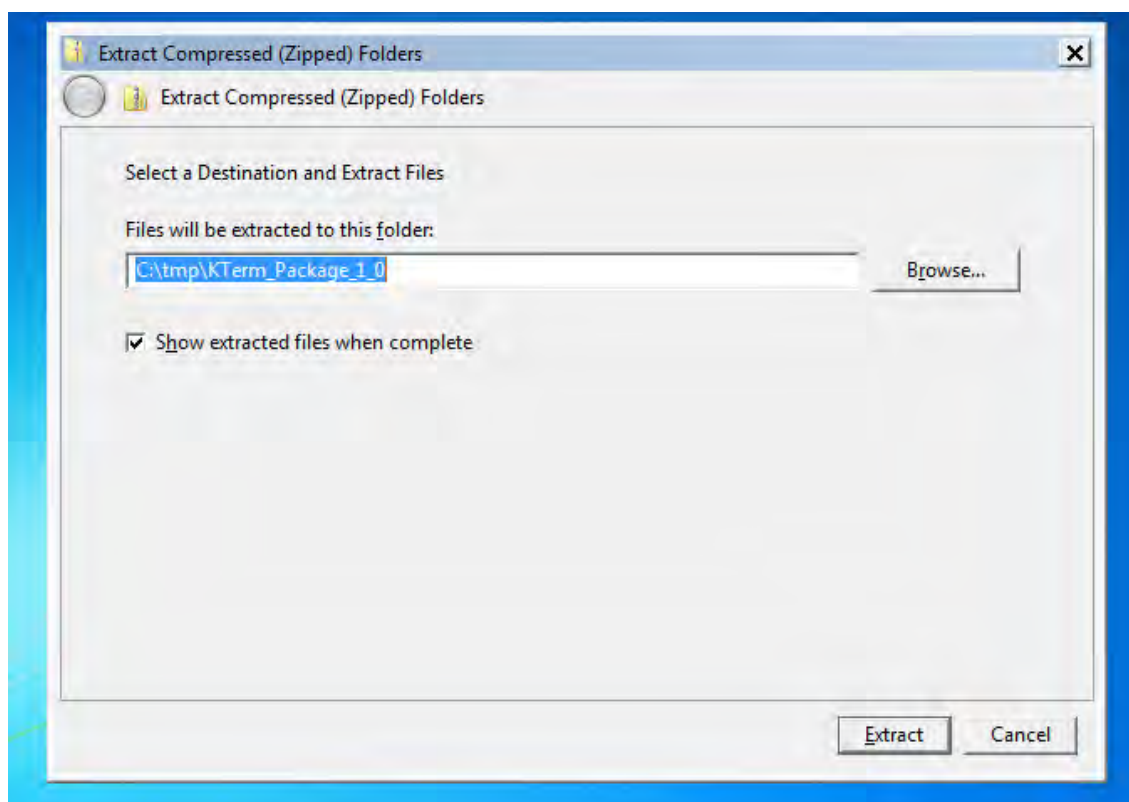 Extract Compressed (Zipped) Folders
Extract Compressed (Zipped) Folders
Select a Destination and Extract Files
Files will be extracted to this folder:
C:\tmp\KTerm_Package_1_0
Browse...
Show extracted files when complete
Extract Cancel